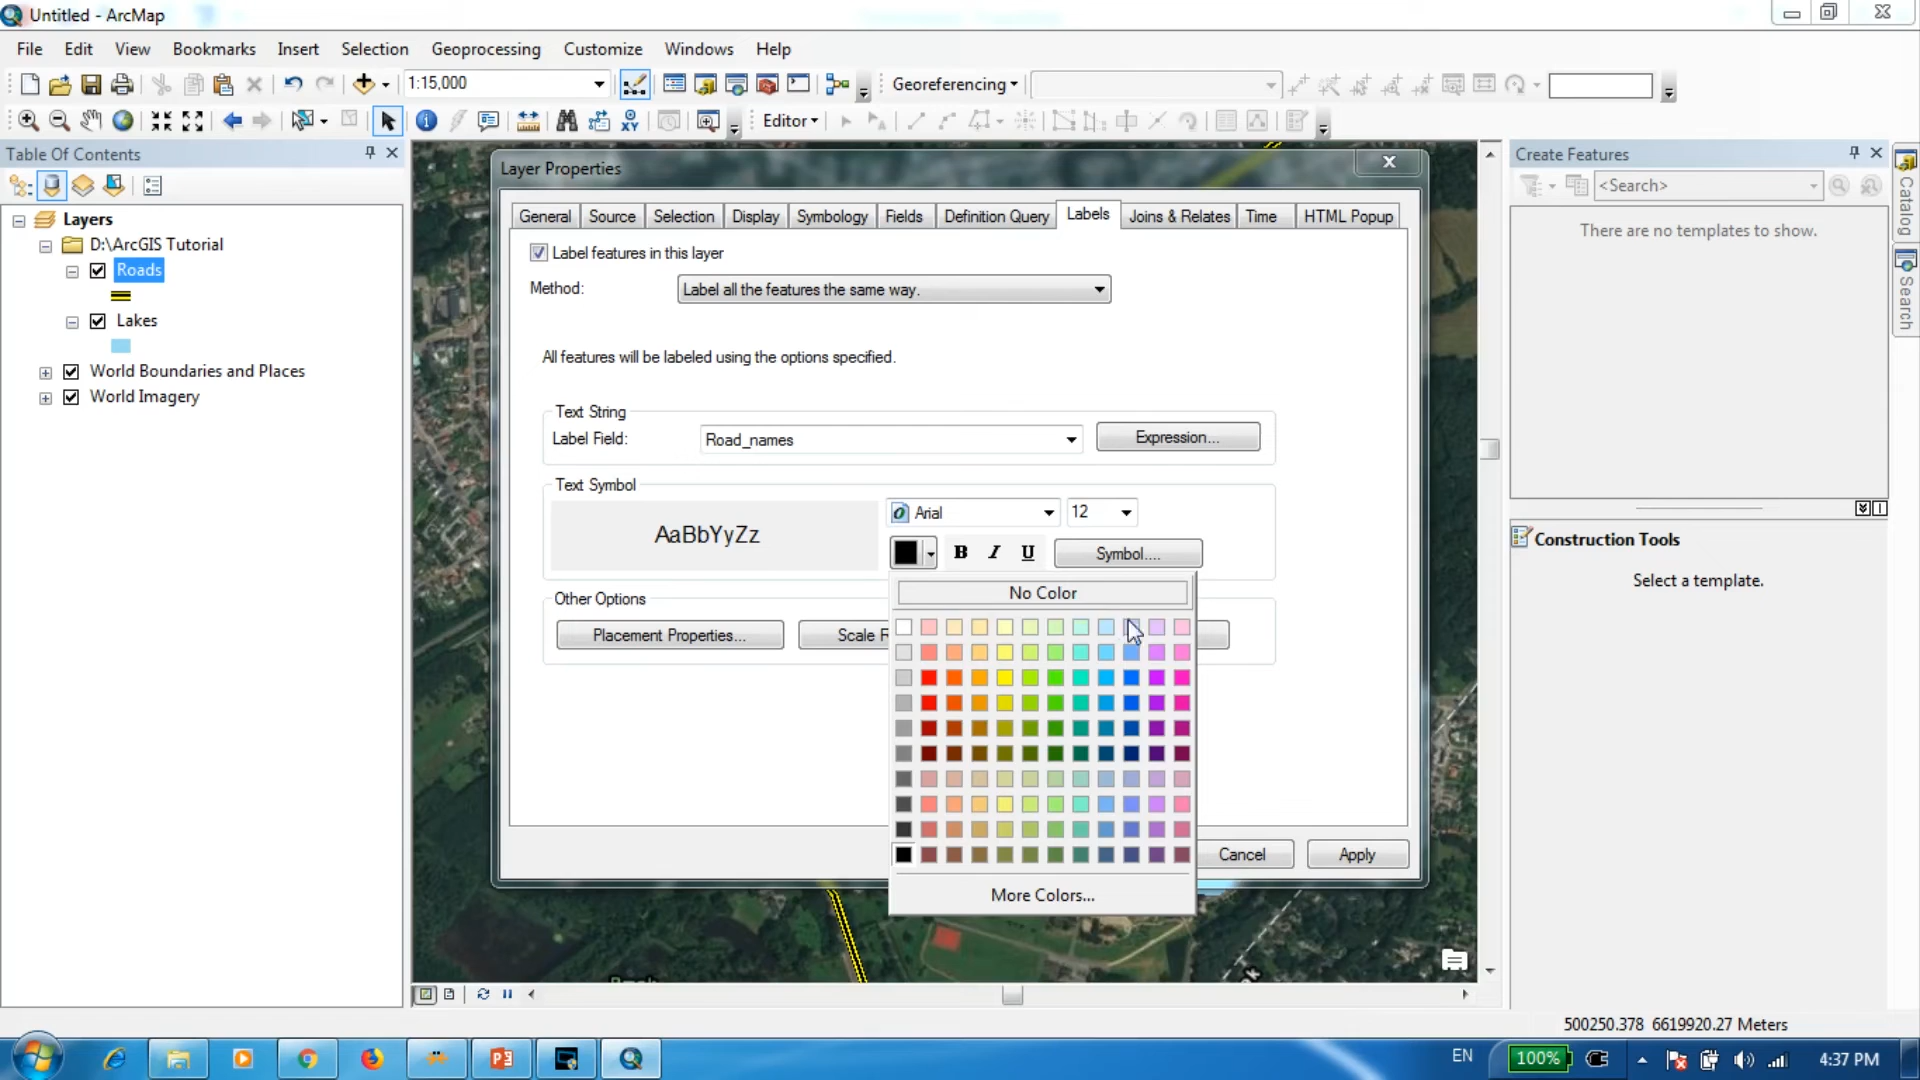 Untitled - ArcMap
File Edit View Bookmarks Insert Selection Geoprocessing Customize Windows Help
1:15,000 Georeferencing
Editor
Table Of Contents
Layers
D:\ArcGIS Tutorial
Roads
Lakes
World Boundaries and Places
World Imagery
Layer Properties
General Source Selection Display Symbology Fields Definition Query Labels Joins & Relates Time HTML Popup
Label features in this layer
Method: Label all the features the same way.
All features will be labeled using the options specified.
Text String
Label Field: Road_names Expression...
Text Symbol
AaBbYyZz
Arial 12
B I U Symbol....
No Color
Other Options
Placement Properties... Scale R
More Colors...
Cancel Apply
Create Features
<Search>
There are no templates to show.
Construction Tools
Select a template.
Catalog
Search
500250.378 6619920.27 Meters
EN 100% 4:37 PM